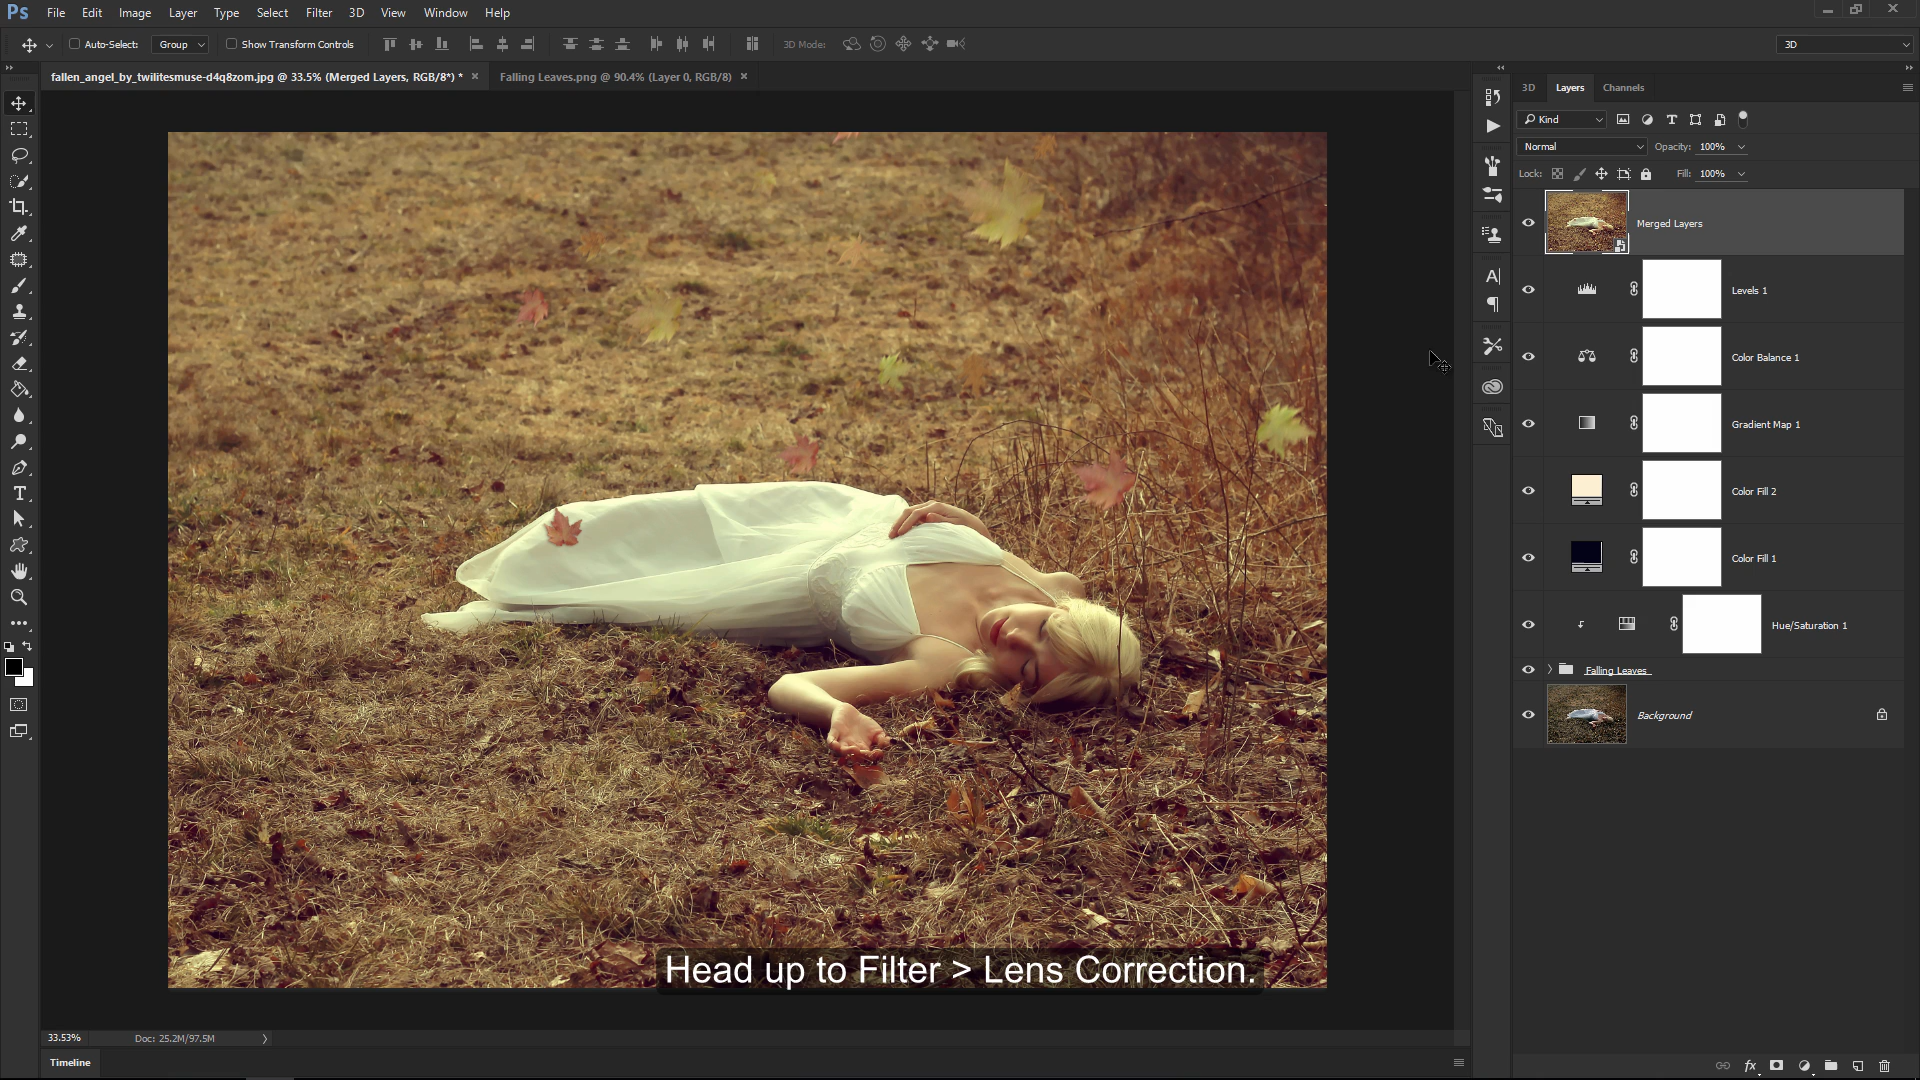 Ps File Edit Image Layer Type Select Filter 3D View Window Help
Auto-Select: Group Show Transform Controls 3D Mode: 3D
fallen_angel_by_twilitesmuse-d4q8zom.jpg @ 33.5% (Merged Layers, RGB/8*) * × Falling Leaves.png @ 90.4% (Layer 0, RGB/8) ×
3D Layers Channels
Kind
Normal Opacity: 100%
Lock: Fill: 100%
Merged Layers
Levels 1
Color Balance 1
Gradient Map 1
Color Fill 2
Color Fill 1
Hue/Saturation 1
Falling Leaves
Background
Head up to Filter > Lens Correction.
33.53% Doc: 25.2M/97.5M
Timeline